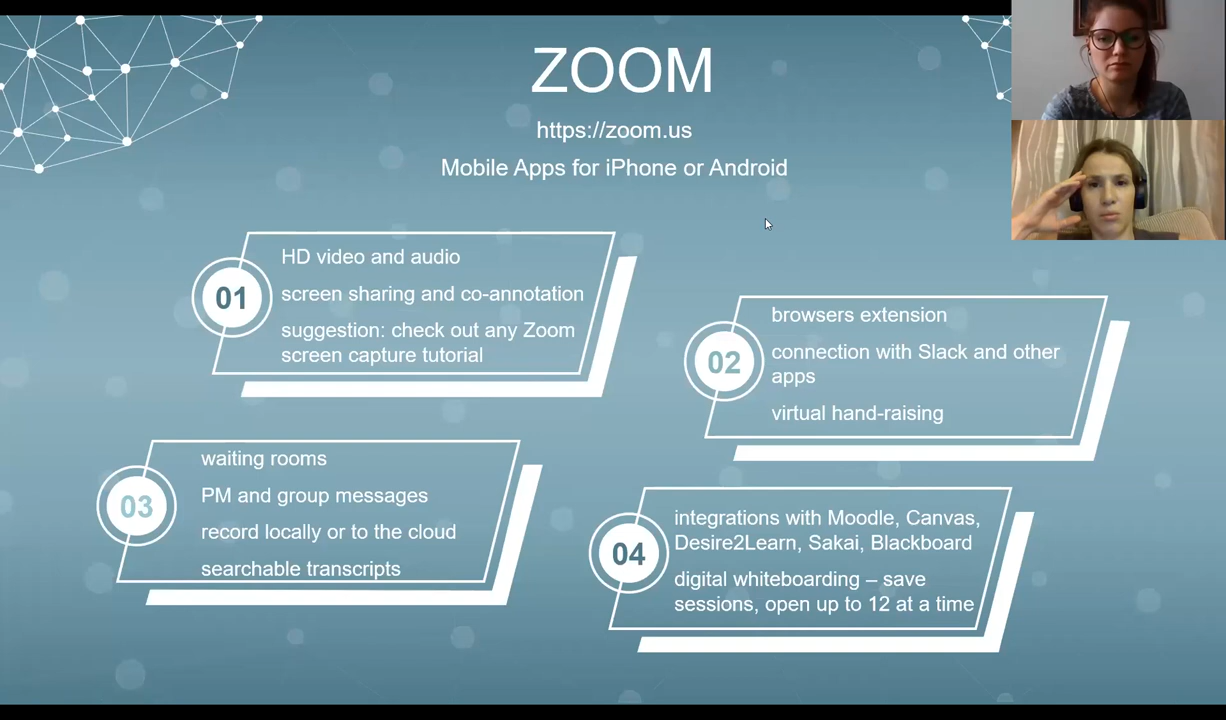 ZOOM
https://zoom.us
Mobile Apps for iPhone or Android
01
HD video and audio
screen sharing and co-annotation
suggestion: check out any Zoom
screen capture tutorial
02
browsers extension
connection with Slack and other
apps
virtual hand-raising
03
waiting rooms
PM and group messages
record locally or to the cloud
searchable transcripts
04
integrations with Moodle, Canvas,
Desire2Learn, Sakai, Blackboard
digital whiteboarding – save
sessions, open up to 12 at a time